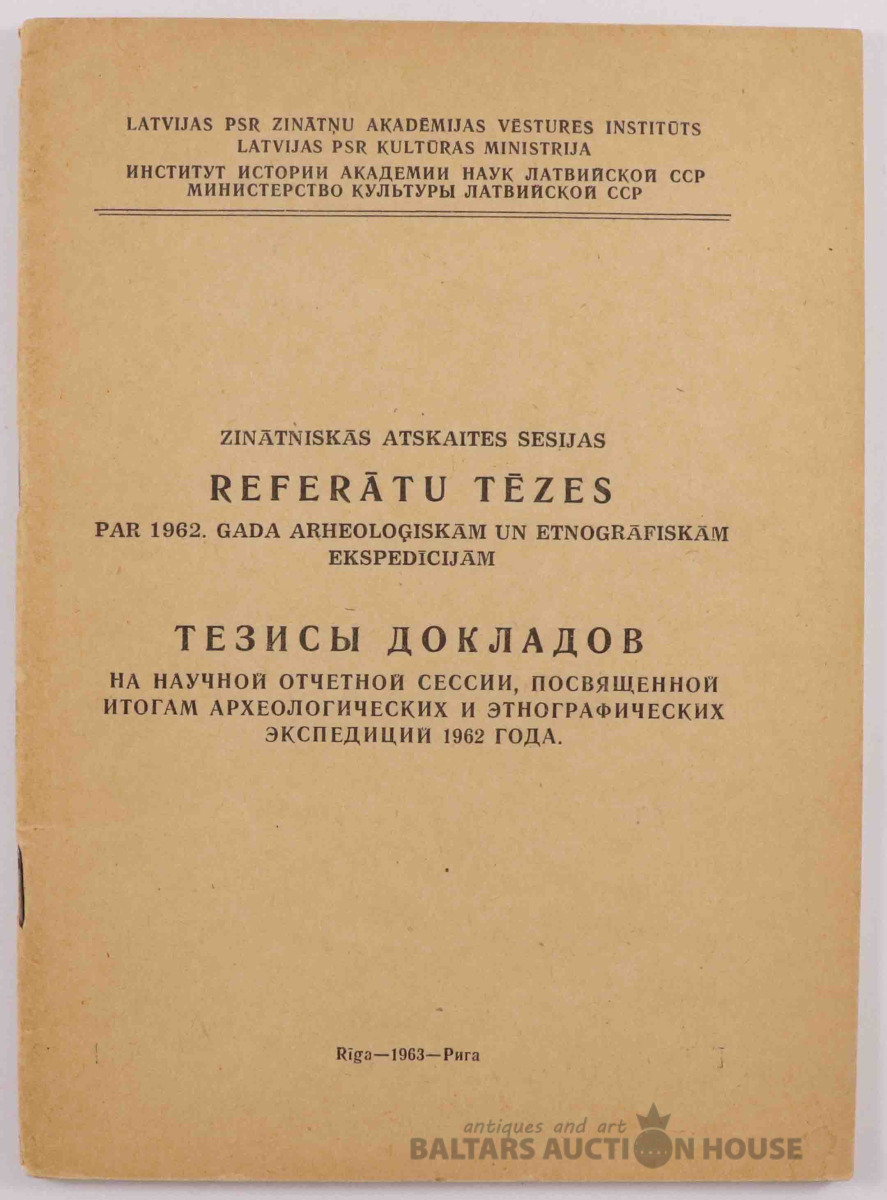 LATVIJAS PSR ZINĀTŅU AKADĒMIJAS VĒSTURES INSTITŪTS
LATVIJAS PSR KULTŪRAS MINISTRIJA
ИНСТИТУТ ИСТОРИИ АКАДЕМИИ НАУК ЛАТВИЙСКОЙ ССР
МИНИСТЕРСТВО КУЛЬТУРЫ ЛАТВИЙСКОЙ ССР
ZINĀTNISKĀS ATSKAITES SESIJAS
REFERĀTU TĒZES
PAR 1962. GADA ARHEOLOĢISKĀM UN ETNOGRĀFISKĀM
EKSPEDĪCIJĀM
ТЕЗИСЫ ДОКЛАДОВ
НА НАУЧНОЙ ОТЧЕТНОЙ СЕССИИ, ПОСВЯЩЕННОЙ
ИТОГАМ АРХЕОЛОГИЧЕСКИХ И ЭТНОГРАФИЧЕСКИХ
ЭКСПЕДИЦИЙ 1962 ГОДА.
Rīga—1963—Рига
antiques and art
BALTARS AUCTION HOUSE